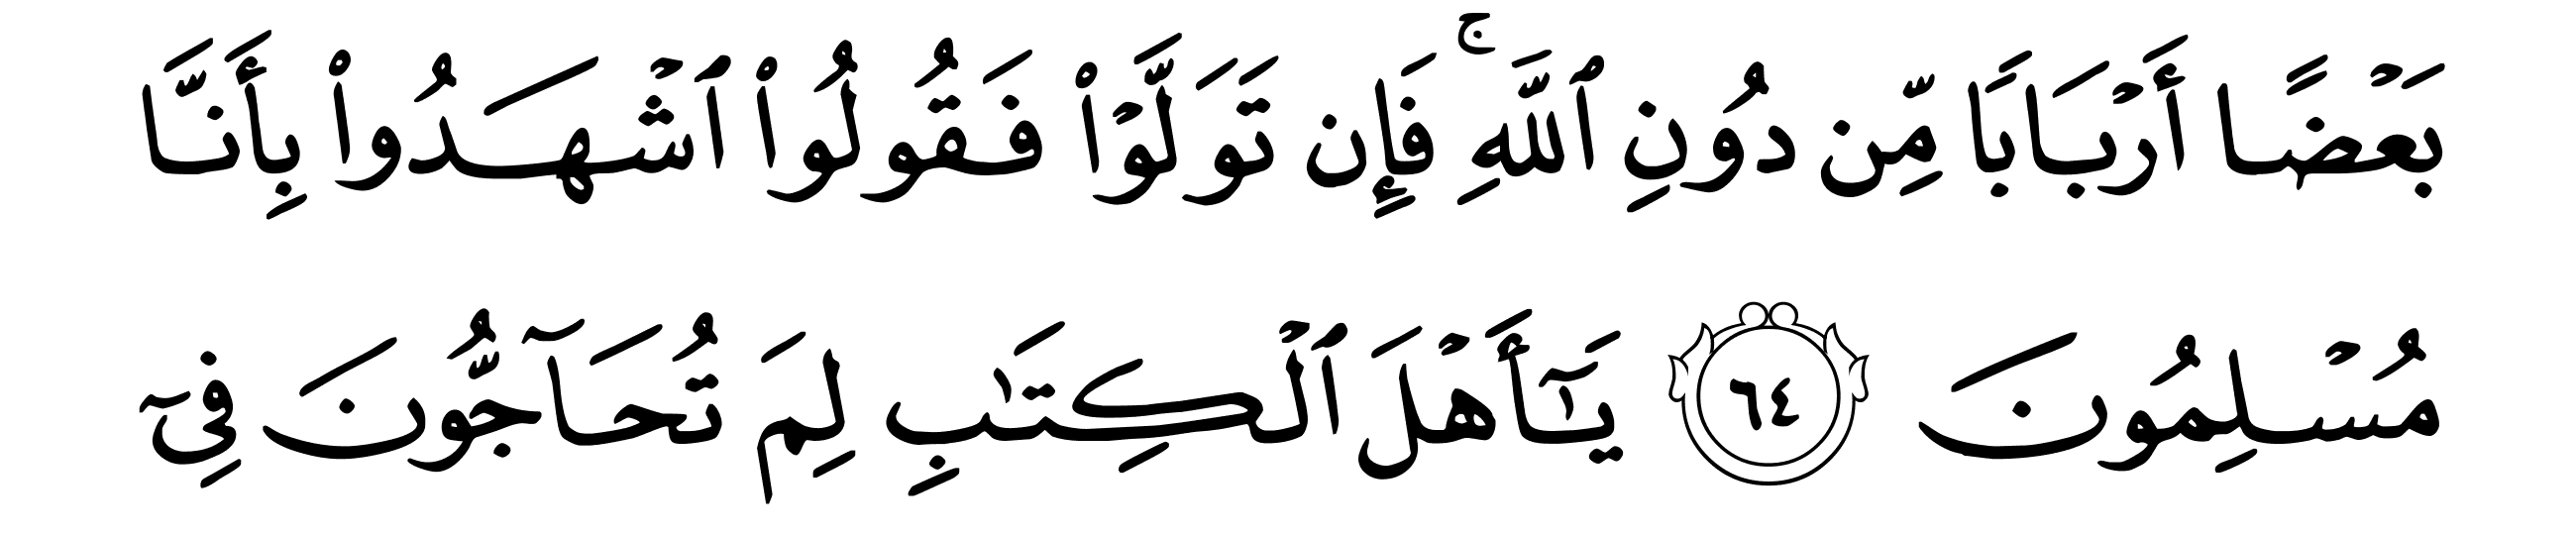 بَعۡضًا أَرۡبَابًا مِّن دُونِ ٱللَّهِۚ فَإِن تَوَلَّوۡاْ فَقُولُواْ ٱشۡهَدُواْ بِأَنَّا
مُسۡلِمُونَ ٦٤ يَـٰٓأَهۡلَ ٱلۡكِتَـٰبِ لِمَ تُحَآجُّونَ فِيٓ